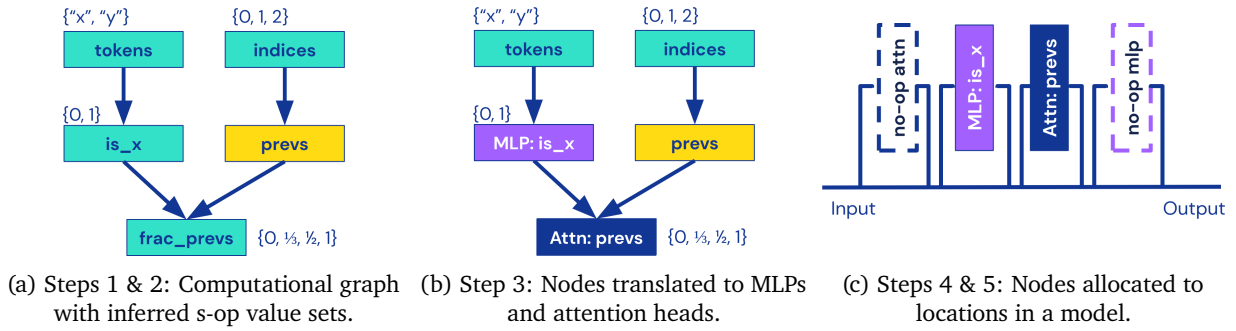 {“x”, “y”}
{0, 1, 2}
tokens
indices
{0, 1}
is_x
prevs
frac_prevs
{0, ⅓, ½, 1}
(a) Steps 1 & 2: Computational graph
with inferred s-op value sets.
{“x”, “y”}
{0, 1, 2}
tokens
indices
{0, 1}
MLP: is_x
prevs
Attn: prevs
{0, ⅓, ½, 1}
(b) Step 3: Nodes translated to MLPs
and attention heads.
no-op attn
MLP: is_x
Attn: prevs
no-op mlp
Input
Output
(c) Steps 4 & 5: Nodes allocated to
locations in a model.